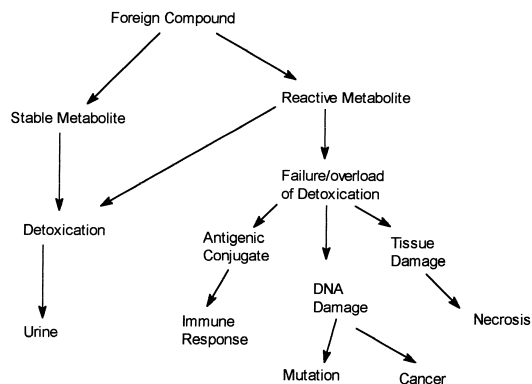 Foreign Compound
Stable Metabolite
Reactive Metabolite
Failure/overload
of Detoxication
Detoxication
Antigenic
Conjugate
Tissue
Damage
DNA
Damage
Urine
Immune
Response
Necrosis
Mutation
Cancer